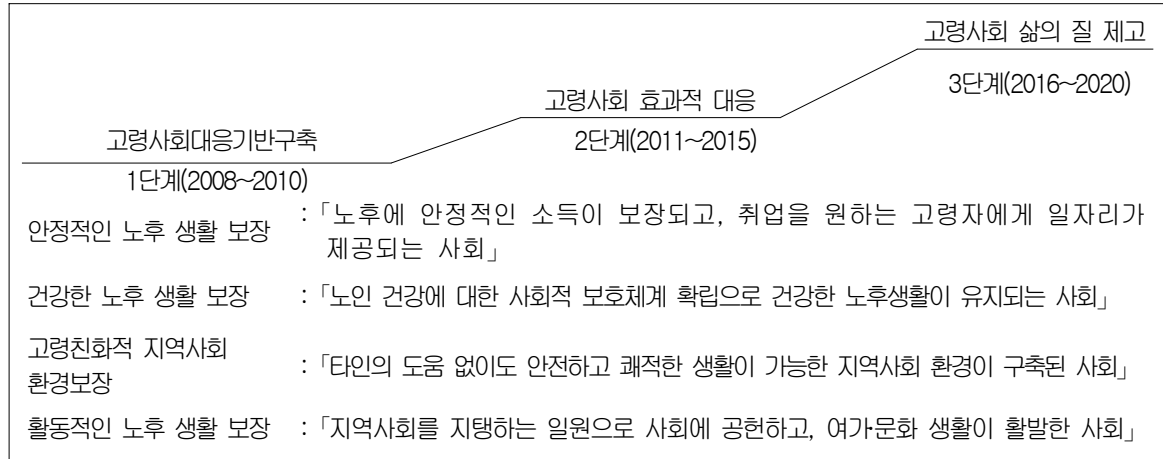 고령사회 삶의 질 제고
3단계(2016~2020)
고령사회 효과적 대응
2단계(2011~2015)
고령사회대응기반구축
1단계(2008~2010)
안정적인 노후 생활 보장 :「노후에 안정적인 소득이 보장되고, 취업을 원하는 고령자에게 일자리가
제공되는 사회」
건강한 노후 생활 보장 :「노인 건강에 대한 사회적 보호체계 확립으로 건강한 노후생활이 유지되는 사회」
고령친화적 지역사회
환경보장 :「타인의 도움 없이도 안전하고 쾌적한 생활이 가능한 지역사회 환경이 구축된 사회」
활동적인 노후 생활 보장 :「지역사회를 지탱하는 일원으로 사회에 공헌하고, 여가·문화 생활이 활발한 사회」